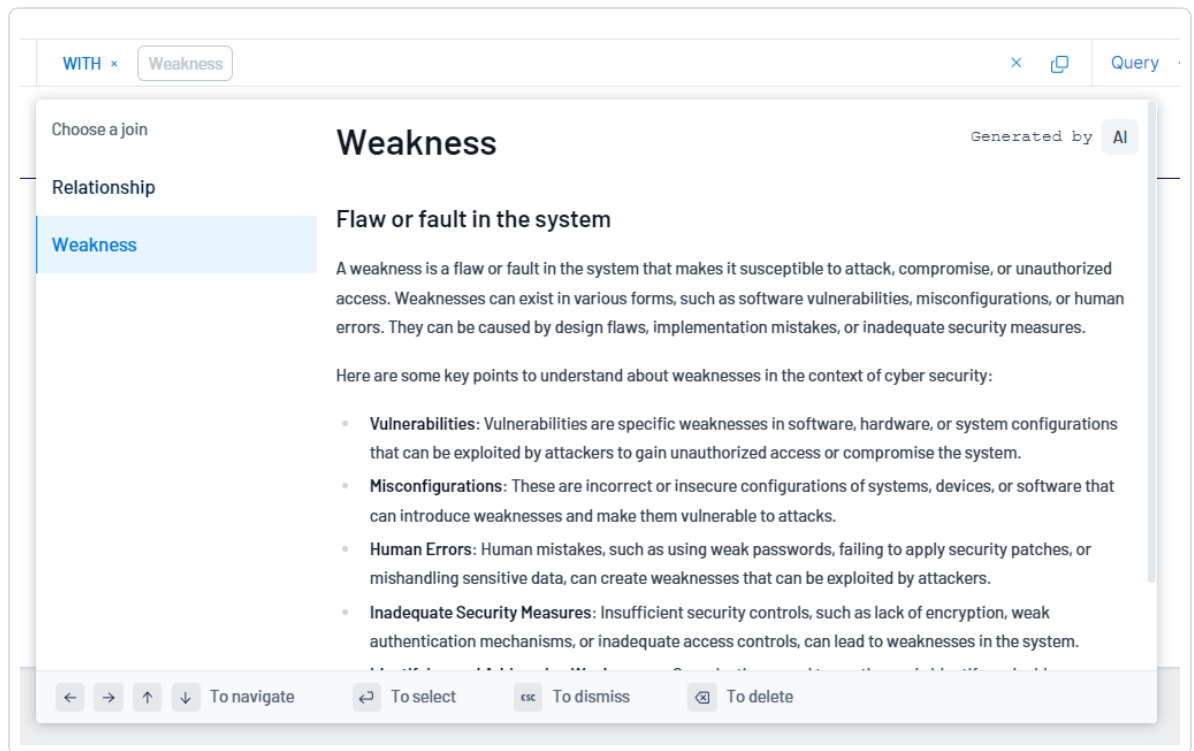 WITH ×
Weakness
Query
Choose a join
Relationship
Weakness
Weakness
Generated by AI
Flaw or fault in the system
A weakness is a flaw or fault in the system that makes it susceptible to attack, compromise, or unauthorized
access. Weaknesses can exist in various forms, such as software vulnerabilities, misconfigurations, or human
errors. They can be caused by design flaws, implementation mistakes, or inadequate security measures.
Here are some key points to understand about weaknesses in the context of cyber security:
Vulnerabilities: Vulnerabilities are specific weaknesses in software, hardware, or system configurations
that can be exploited by attackers to gain unauthorized access or compromise the system.
Misconfigurations: These are incorrect or insecure configurations of systems, devices, or software that
can introduce weaknesses and make them vulnerable to attacks.
Human Errors: Human mistakes, such as using weak passwords, failing to apply security patches, or
mishandling sensitive data, can create weaknesses that can be exploited by attackers.
Inadequate Security Measures: Insufficient security controls, such as lack of encryption, weak
authentication mechanisms, or inadequate access controls, can lead to weaknesses in the system.
← → ↑ ↓ To navigate
To select
ESC To dismiss
To delete